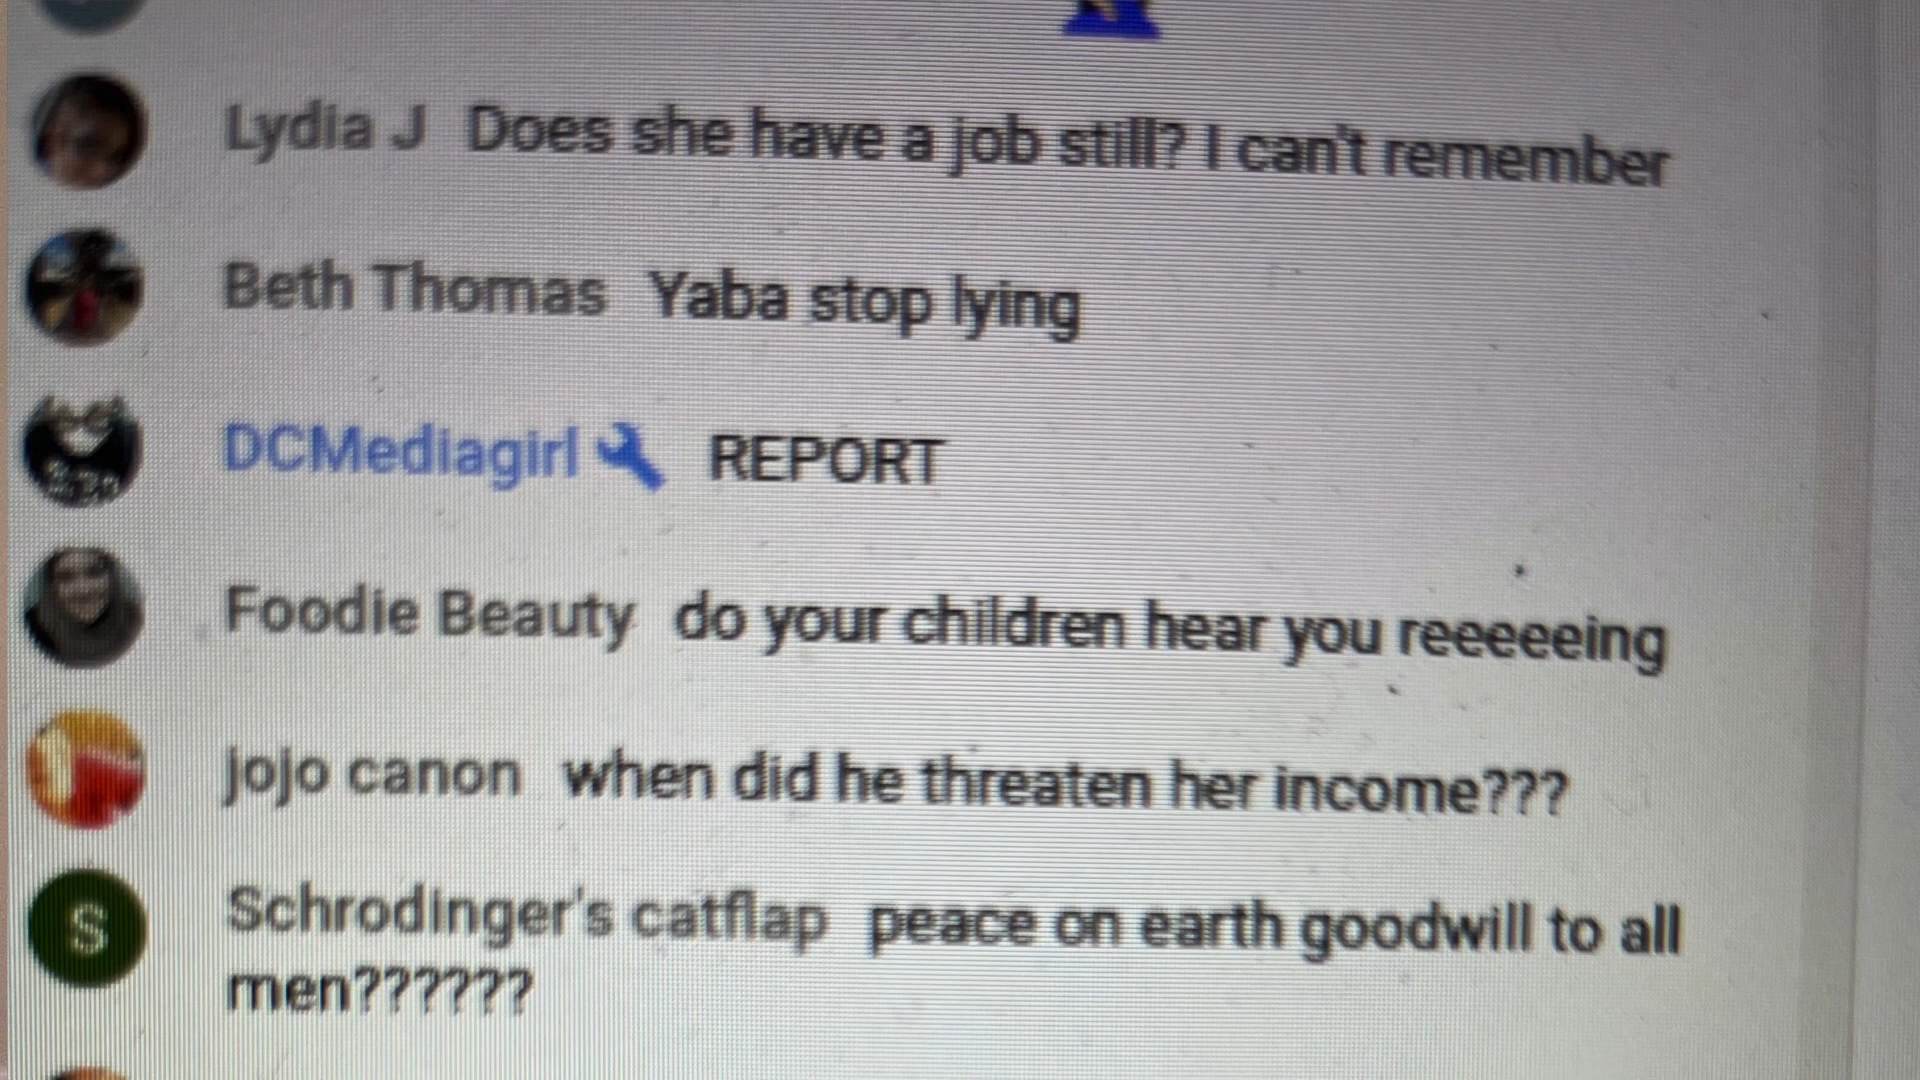 Lydia J Does she have a job still? I can't remember
Beth Thomas Yaba stop lying
DCMediagirl REPORT
Foodie Beauty do your children hear you reeeeeing
jojo canon when did he threaten her income???
S Schrodinger's catflap peace on earth goodwill to all
men??????